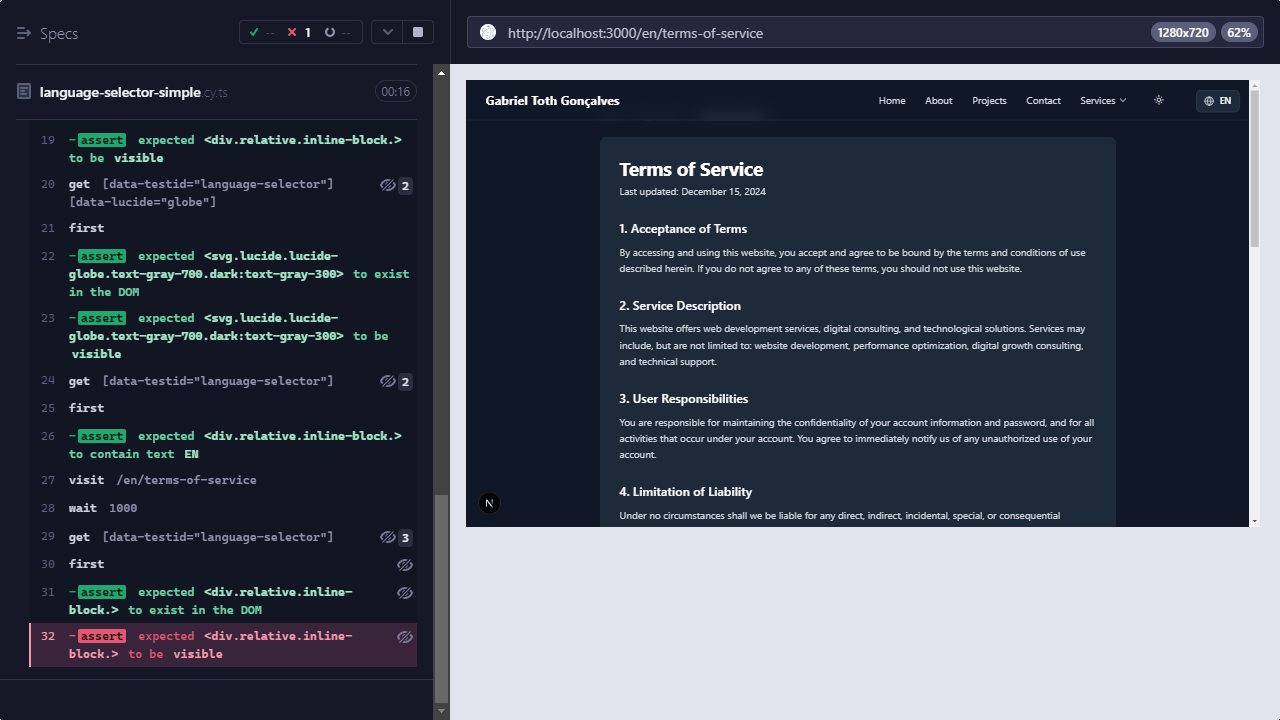 Specs
-- 1 --
language-selector-simple.cy.ts
00:16
19 -assert expected <div.relative.inline-block.>
to be visible
20 get [data-testid="language-selector"] 2
[data-lucide="globe"]
21 first
22 -assert expected <svg.lucide.lucide-
globe.text-gray-700.dark:text-gray-300> to exist
in the DOM
23 -assert expected <svg.lucide.lucide-
globe.text-gray-700.dark:text-gray-300> to be
visible
24 get [data-testid="language-selector"] 2
25 first
26 -assert expected <div.relative.inline-block.>
to contain text EN
27 visit /en/terms-of-service
28 wait 1000
29 get [data-testid="language-selector"] 3
30 first
31 -assert expected <div.relative.inline-
block.> to exist in the DOM
32 -assert expected <div.relative.inline-
block.> to be visible
http://localhost:3000/en/terms-of-service
1280x720 62%
Gabriel Toth Gonçalves
Home About Projects Contact Services EN
Terms of Service
Last updated: December 15, 2024
1. Acceptance of Terms
By accessing and using this website, you accept and agree to be bound by the terms and conditions of use
described herein. If you do not agree to any of these terms, you should not use this website.
2. Service Description
This website offers web development services, digital consulting, and technological solutions. Services may
include, but are not limited to: website development, performance optimization, digital growth consulting,
and technical support.
3. User Responsibilities
You are responsible for maintaining the confidentiality of your account information and password, and for all
activities that occur under your account. You agree to immediately notify us of any unauthorized use of your
account.
4. Limitation of Liability
Under no circumstances shall we be liable for any direct, indirect, incidental, special, or consequential
N